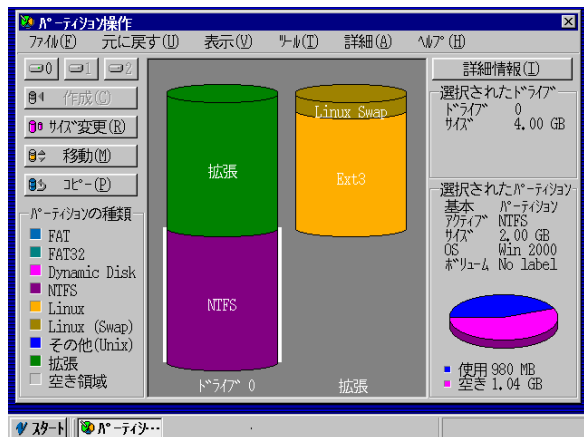 ﾊﾟｰﾃｨｼｮﾝ操作
ﾌｧｲﾙ(F) 元に戻す(U) 表示(V) ﾂｰﾙ(T) 詳細(A) ﾍﾙﾌﾟ(H)
0 1 2
作成(C)
ｻｲｽﾞ変更(R)
移動(M)
ｺﾋﾟｰ(P)
ﾊﾟｰﾃｨｼｮﾝの種類
FAT
FAT32
Dynamic Disk
NTFS
Linux
Linux (Swap)
その他(Unix)
拡張
空き領域
拡張
NTFS
ﾄﾞﾗｲﾌﾞ 0
Linux Swap
Ext3
拡張
詳細情報(I)
選択されたﾄﾞﾗｲﾌﾞ
ﾄﾞﾗｲﾌﾞ 0
ｻｲｽﾞ 4.00 GB
選択されたﾊﾟｰﾃｨｼｮﾝ
基本 ﾊﾟｰﾃｨｼｮﾝ
ｱｸﾃｨﾌﾞ NTFS
ｻｲｽﾞ 2.00 GB
OS Win 2000
ﾎﾞﾘｭｰﾑ No label
使用 980 MB
空き 1.04 GB
ｽﾀｰﾄ ﾊﾟｰﾃｨｼ･･･